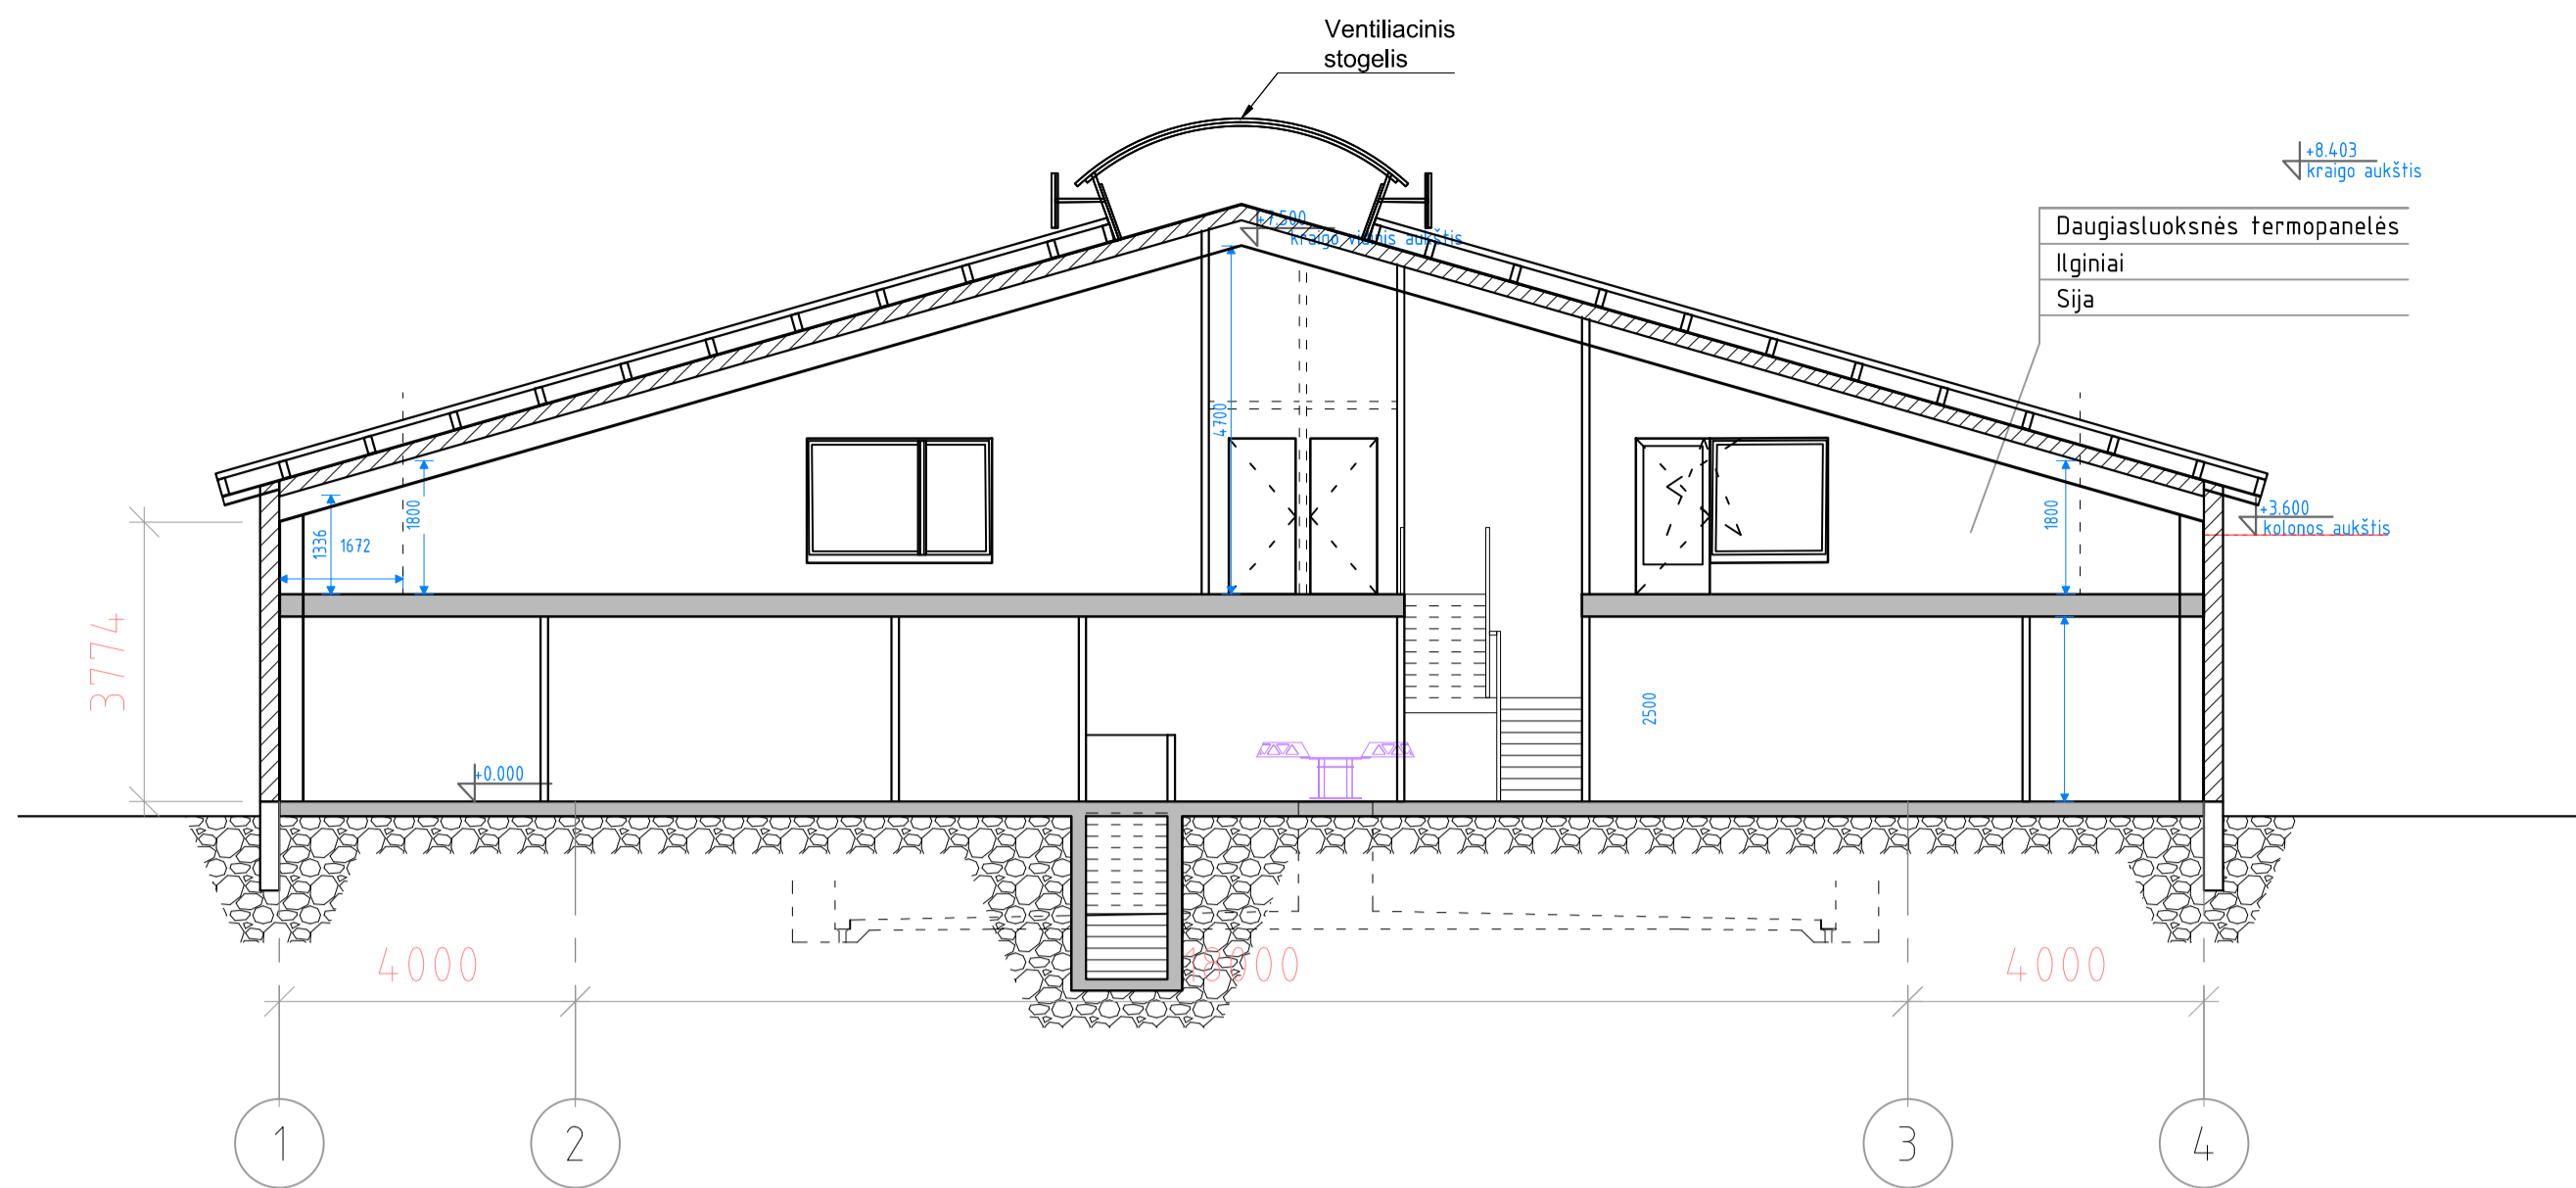 Ventiliacinis
stogelis
+8.403
kraigo aukštis
+7.500
kraigo vidinis aukštis
Daugiasluoksnės termopanelės
Ilginiai
Sija
4700
1800
1336
1672
1800
+3.600
kolonos aukštis
3774
2500
+0.000
4000
18000
4000
1
2
3
4